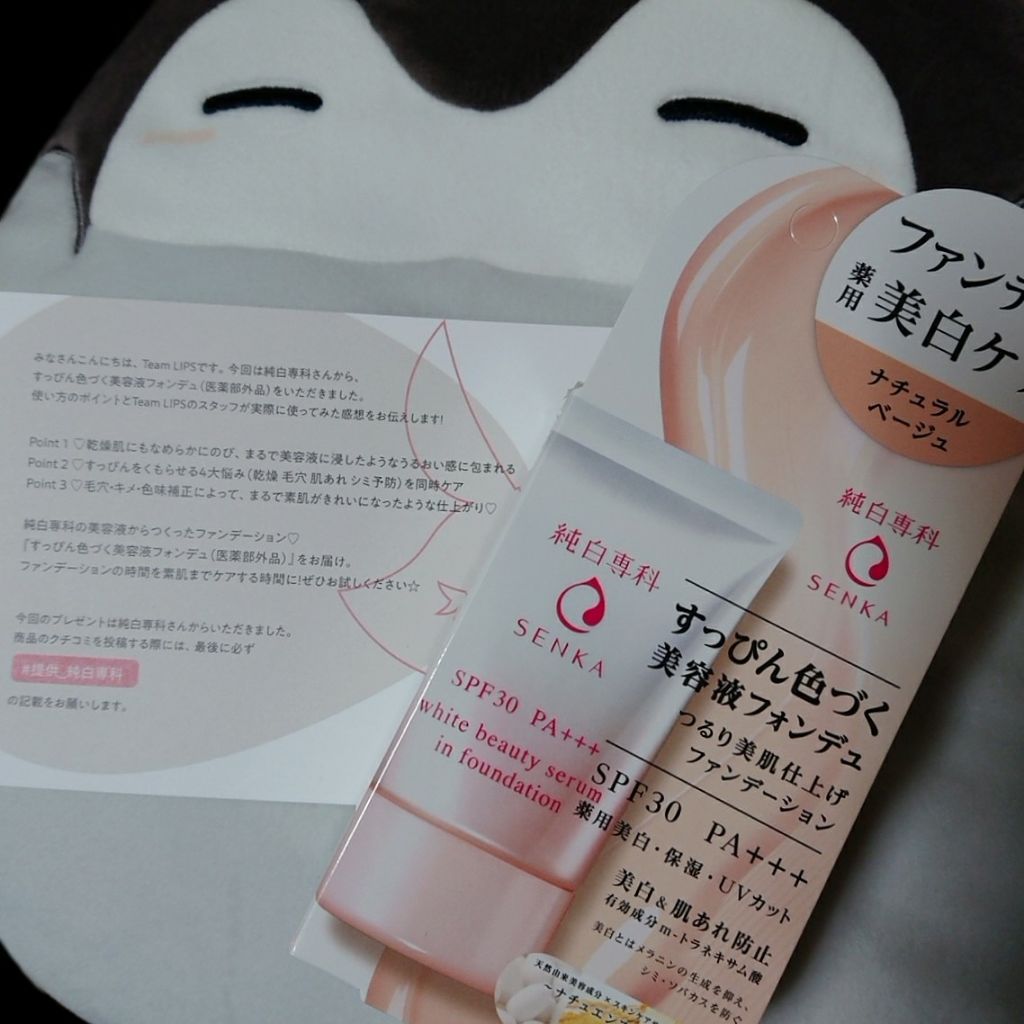 みなさんこんにちは、Team LIPSです。今回は純白専科さんから、
すっぴん色づく美容液フォンデュ(医薬部外品)をいただきました。
使い方のポイントとTeam LIPSのスタッフが実際に使ってみた感想をお伝えします!
Point 1 ♡乾燥肌にもなめらかにのび、まるで美容液に浸したようなうるおい感に包まれる
Point 2 ♡すっぴんをくもらせる4大悩み(乾燥 毛穴 肌あれ シミ予防)を同時ケア
Point 3 ♡毛穴・キメ・色味補正によって、まるで素肌がきれいになったような仕上がり♡
純白専科の美容液からつくったファンデーション♡
『すっぴん色づく美容液フォンデュ(医薬部外品)』をお届け。
ファンデーションの時間を素肌までケアする時間に!ぜひお試しください☆
今回のプレゼントは純白専科さんからいただきました。
商品のクチコミを投稿する際には、最後に必ず
#提供_純白専科
の記載をお願いします。
ファンデ
薬用 美白ケ
ナチュラル
ベージュ
純白専科
SENKA
純白専科
SENKA
SPF30 PA+++
white beauty serum
in foundation
すっぴん色づく
美容液フォンデュ
つるり美肌仕上げ
ファンデーション
SPF30 PA+++
薬用美白・保湿・UVカット
美白&肌あれ防止
有効成分m-トラネキサム酸
美白とはメラニンの生成を抑え、
シミ・ソバカスを防ぐ
天然由来美容成分×スキンケア
~ナチュエン